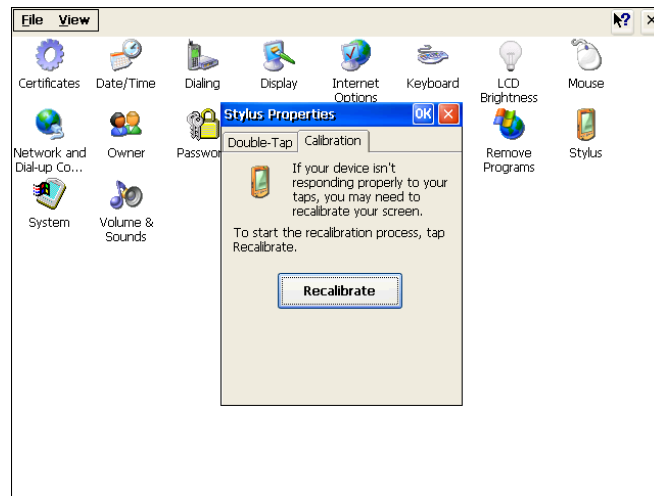 File View
Certificates Date/Time Dialing Display Internet Options Keyboard LCD Brightness Mouse
Network and Dial-up Co... Owner Passwor Remove Programs Stylus
System Volume & Sounds
Stylus Properties OK
Double-Tap Calibration
If your device isn't
responding properly to your
taps, you may need to
recalibrate your screen.
To start the recalibration process, tap
Recalibrate.
Recalibrate